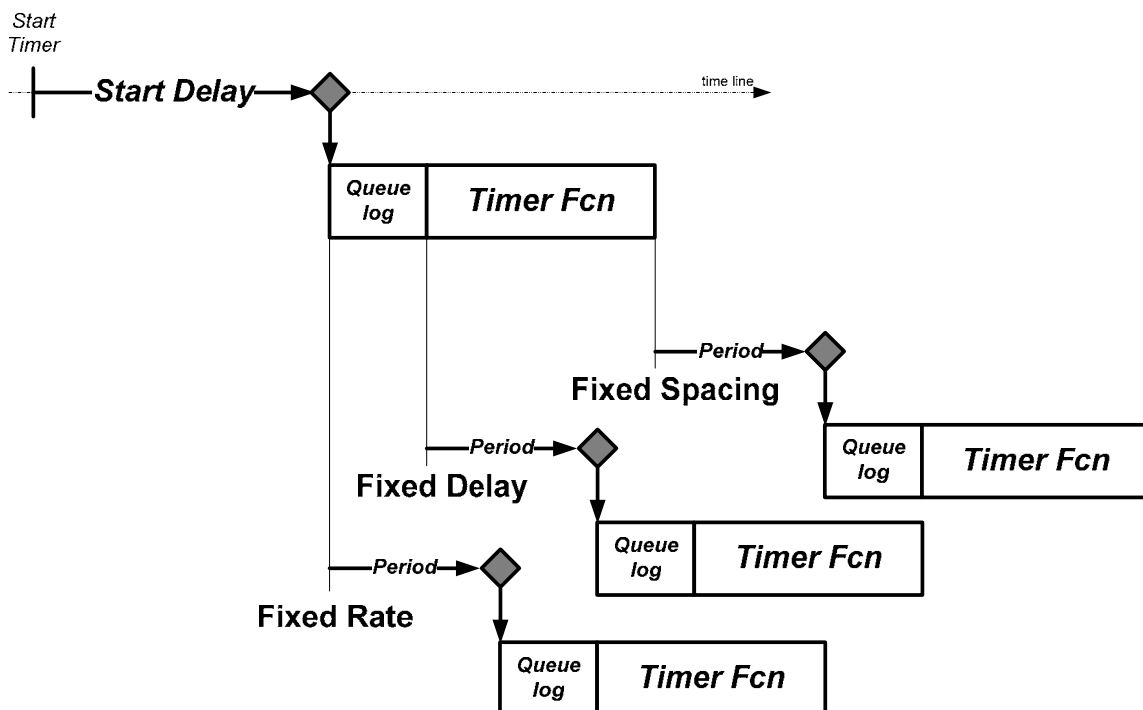 Start
Timer
Start Delay
time line
Queue
log
Timer Fcn
Period
Fixed Spacing
Queue
log
Timer Fcn
Period
Fixed Delay
Queue
log
Timer Fcn
Period
Fixed Rate
Queue
log
Timer Fcn